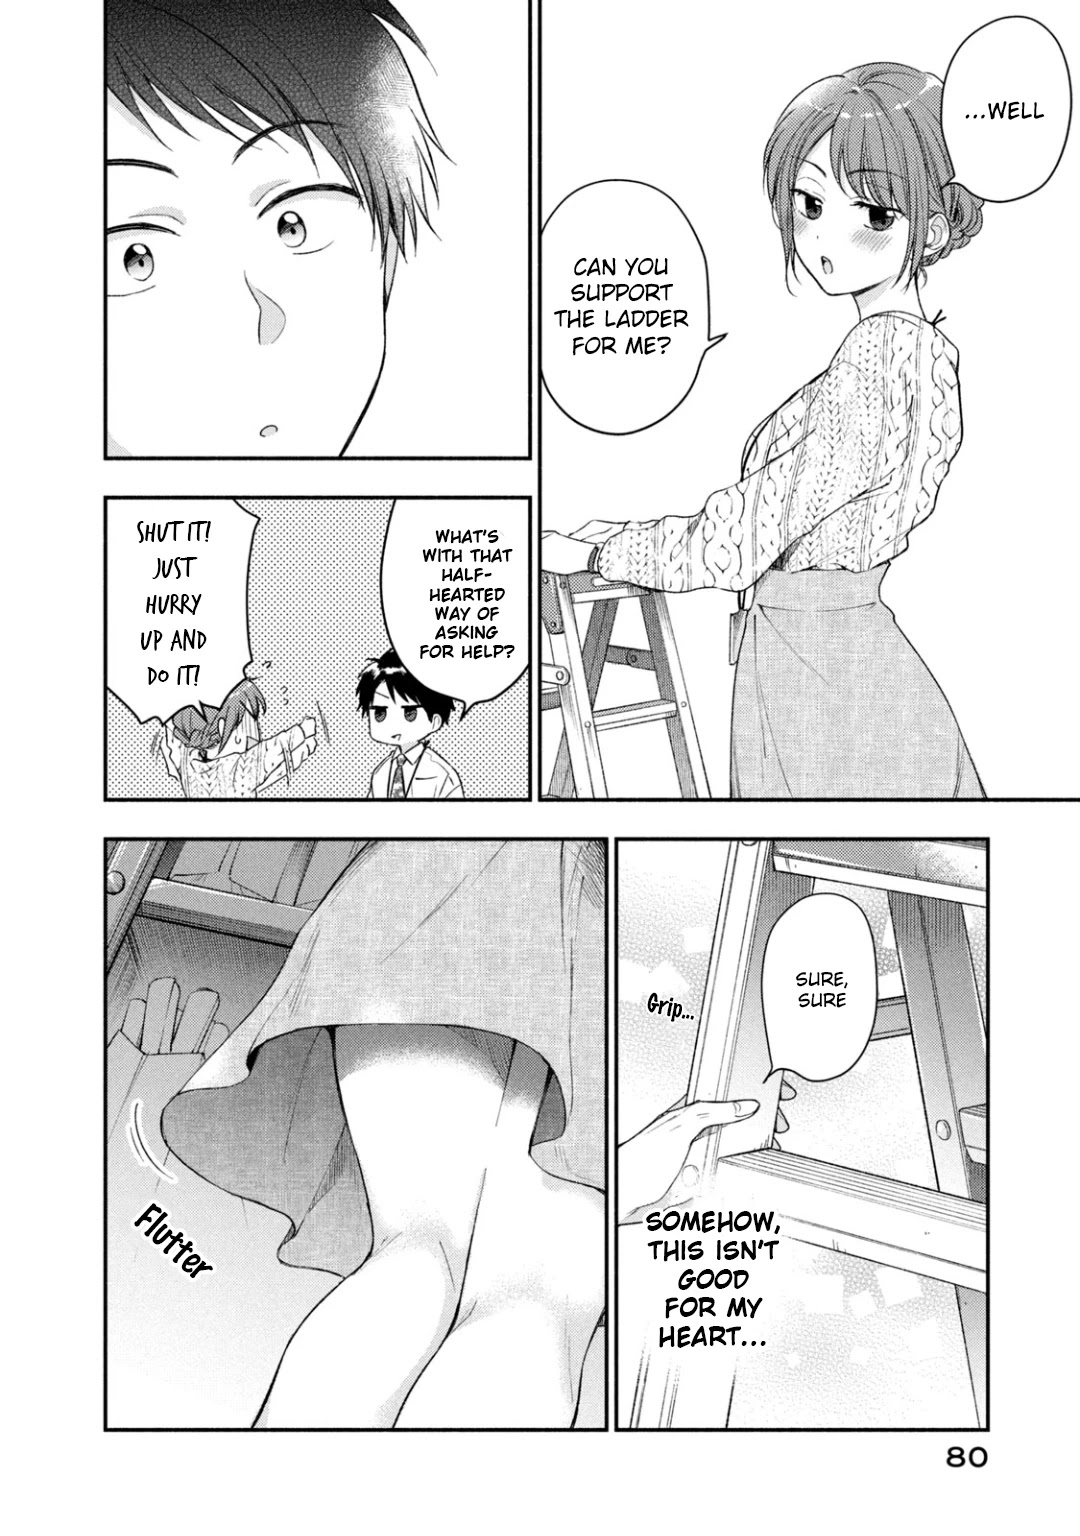 ...WELL
CAN YOU
SUPPORT
THE LADDER
FOR ME?
WHAT'S
WITH THAT
HALF-
HEARTED
WAY OF
ASKING
FOR HELP?
SHUT IT!
JUST
HURRY
UP AND
DO IT!
SURE,
SURE
Grip...
SOMEHOW,
THIS ISN'T
GOOD
FOR MY
HEART...
Flutter
80